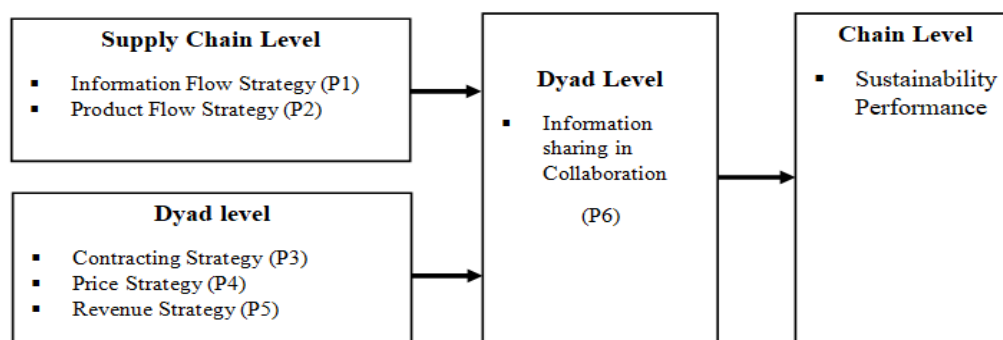 Supply Chain Level
▪ Information Flow Strategy (P1)
▪ Product Flow Strategy (P2)
Dyad level
▪ Contracting Strategy (P3)
▪ Price Strategy (P4)
▪ Revenue Strategy (P5)
Dyad Level
▪ Information
sharing in
Collaboration
(P6)
Chain Level
▪ Sustainability
Performance